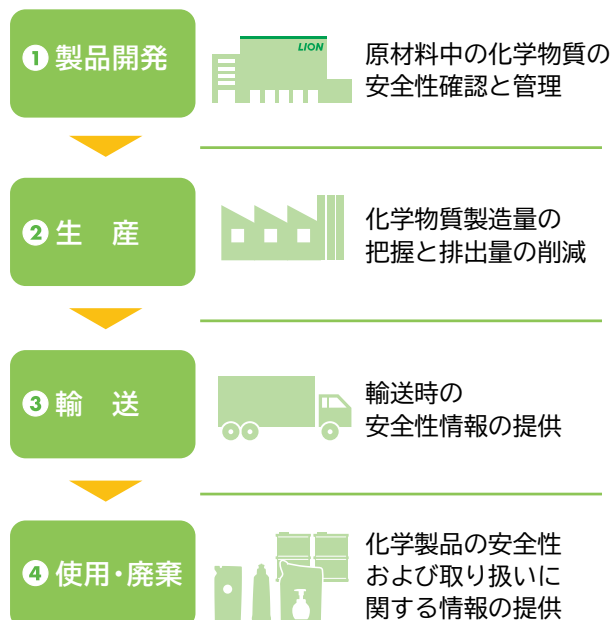 ❶ 製品開発
LION
原材料中の化学物質の
安全性確認と管理
❷ 生　産
化学物質製造量の
把握と排出量の削減
❸ 輸　送
輸送時の
安全性情報の提供
❹ 使用・廃棄
化学製品の安全性
および取り扱いに
関する情報の提供